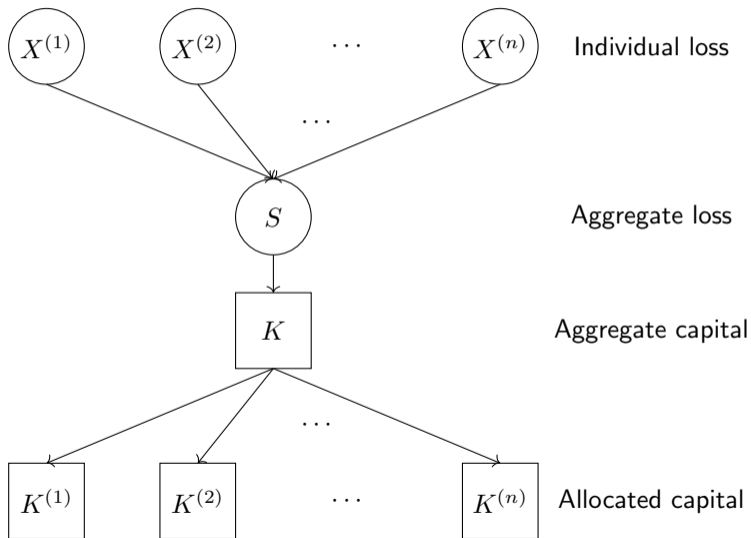 X^{(1)} X^{(2)} ··· X^{(n)} Individual loss
···
S Aggregate loss
K Aggregate capital
···
K^{(1)} K^{(2)} ··· K^{(n)} Allocated capital